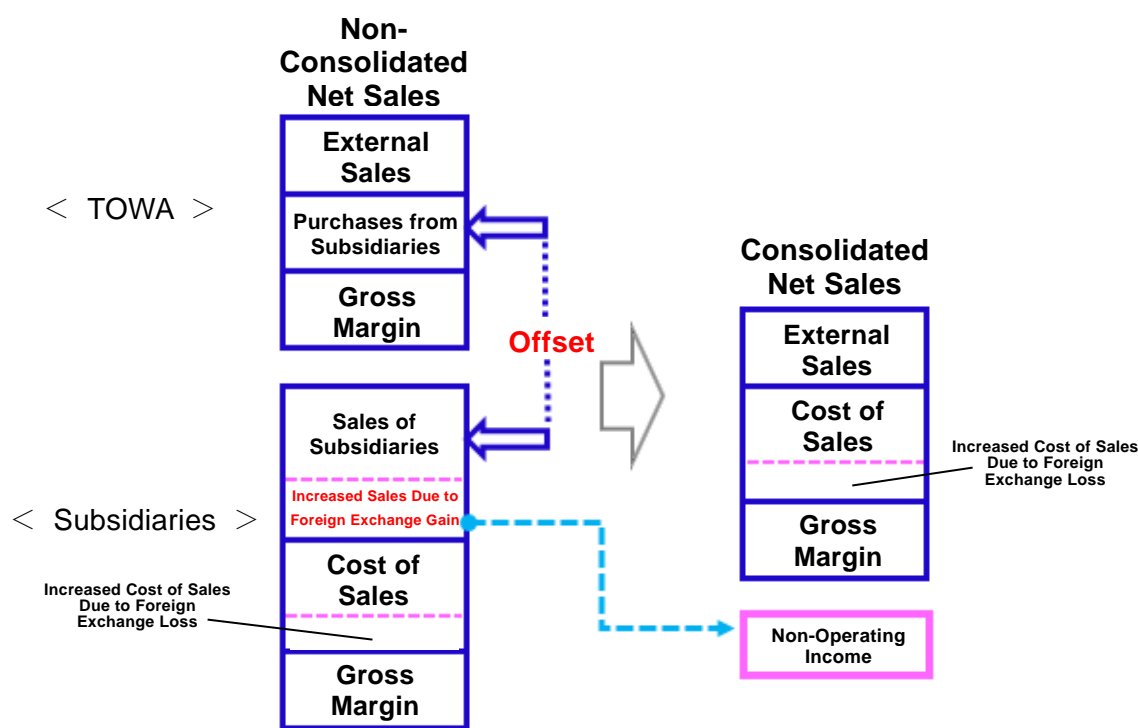 Non-
Consolidated
Net Sales
External
Sales
< TOWA >
Purchases from
Subsidiaries
Gross
Margin
Offset
Sales of
Subsidiaries
Increased Sales Due to
Foreign Exchange Gain
< Subsidiaries >
Cost of
Sales
Increased Cost of Sales
Due to Foreign
Exchange Loss
Gross
Margin
Consolidated
Net Sales
External
Sales
Cost of
Sales
Increased Cost of Sales
Due to Foreign
Exchange Loss
Gross
Margin
Non-Operating
Income